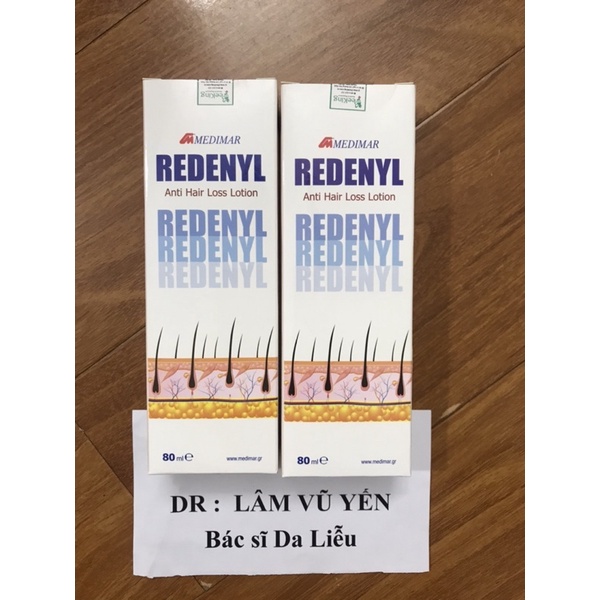 MEDIMAR
REDENYL
Anti Hair Loss Lotion
REDENYL
REDENYL
REDENYL
80 ml e
www.medimar.gr
MEDIMAR
REDENYL
Anti Hair Loss Lotion
REDENYL
REDENYL
REDENYL
80 ml e
www.medimar.gr
DR : LÂM VŨ YẾN
Bác sĩ Da Liễu